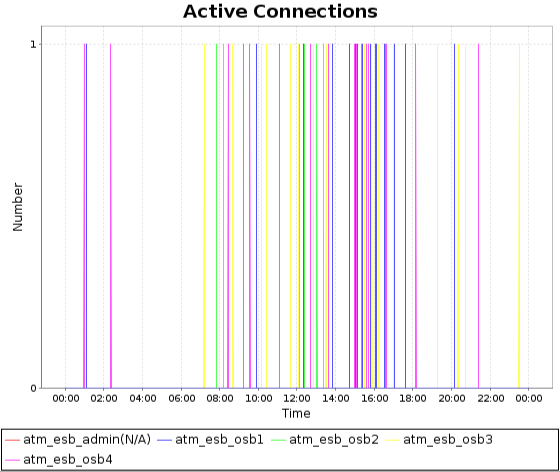 Active Connections
1
Number
0
00:00 02:00 04:00 06:00 08:00 10:00 12:00 14:00 16:00 18:00 20:00 22:00 00:00
Time
atm_esb_admin(N/A) atm_esb_osb1 atm_esb_osb2 atm_esb_osb3
atm_esb_osb4